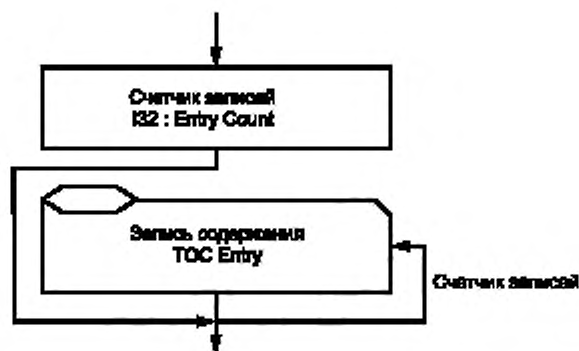 Счетчик записей
I32 : Entry Count
Запись содержания
TOC Entry
Счетчик записей